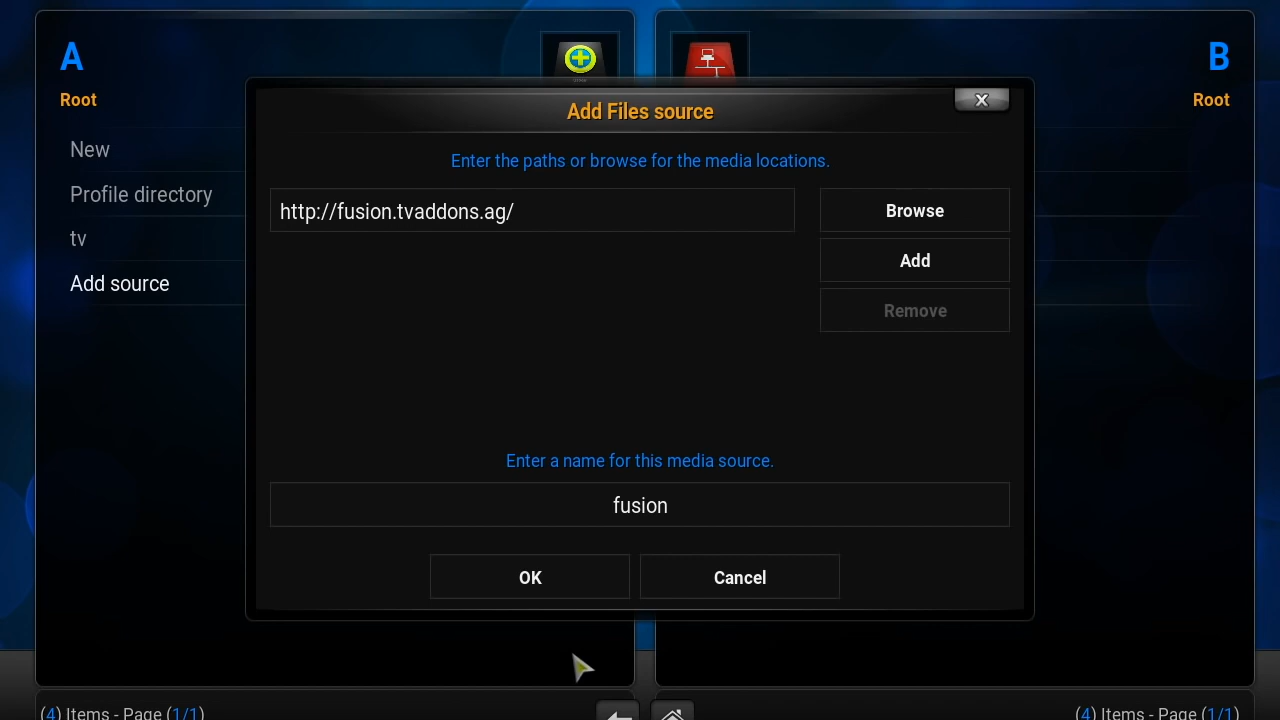 A
B
Root
Root
New
Profile directory
tv
Add source
Add Files source
Enter the paths or browse for the media locations.
http://fusion.tvaddons.ag/
Browse
Add
Remove
Enter a name for this media source.
fusion
OK
Cancel
(4) Items - Page (1/1)
(4) Items - Page (1/1)